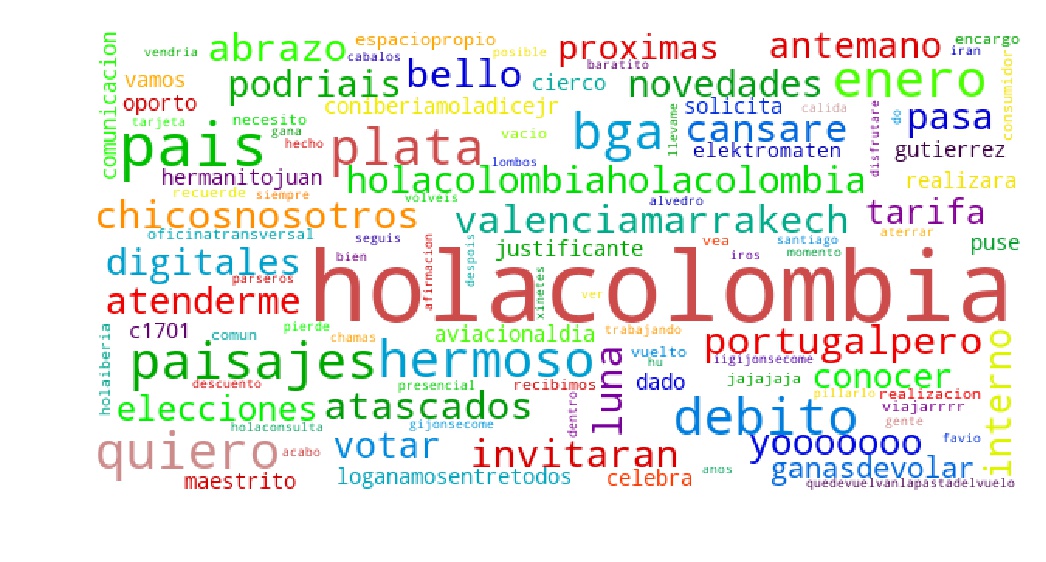 comunicacion
vendria
abrazo
cabalos
espaciopropio
posible
proximas
baratito
antemano
iran
encargo
consumidor
vamos
podriais
bello
cierco
novedades
enero
oporto
coniberiamoladicejr
solicita
calida
tarjeta
necesito
gana
hecho
pais
plata
vacio
bga
llevame
cansare
disfrutare
do
pasa
lombos
elektromaten
gutierrez
hermanitojuan
holacolombiaholacolombia
realizara
recuerde
siempre
volveis
alvedro
chicosnosotros
valenciamarrakech
tarifa
oficinatransversal
seguis
afirmacion
despais
justificante
vea
santiago
aterrar
puse
digitales
bien
iros
momento
parseros
atenderme
holacolombia
xinetes
ver
c1701
comun
pierde
chamas
aviacionaldia
trabajando
portugalpero
interno
holaiberia
paisajes
hermoso
luna
vuelto
hu
iigijonsecome
descuento
presencial
recibimos
dado
jajajaja
conocer
pillarlo
realizacion
elecciones
atascados
dentro
debito
viajarrrr
gente
holaconsulta
gijonsecome
quiero
acabo
votar
invitaran
yooooooo
favio
maestrito
loganamosentretodos
celebra
anos
ganasdevolar
quedevuelvanlapastadelvuelo